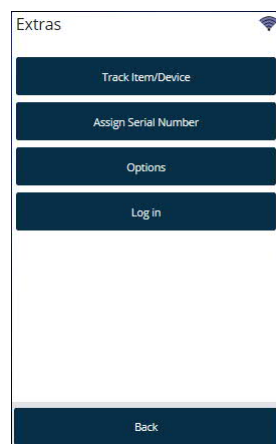 Extras
Track Item/Device
Assign Serial Number
Options
Log in
Back